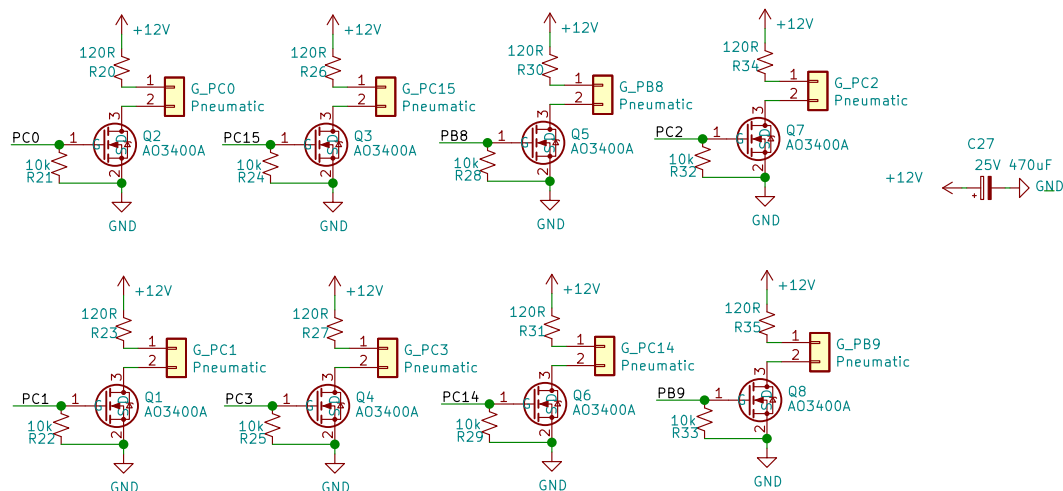 +12V
120R
R20
1
2
G_PC0
Pneumatic
3
PC0
1
G
D
S
Q2
AO3400A
10k
R21
2
GND
+12V
120R
R26
1
2
G_PC15
Pneumatic
3
PC15
1
G
D
S
Q3
AO3400A
10k
R24
2
GND
+12V
120R
R30
1
2
G_PB8
Pneumatic
3
PB8
1
G
D
S
Q5
AO3400A
10k
R28
2
GND
+12V
120R
R34
1
2
G_PC2
Pneumatic
3
PC2
1
G
D
S
Q7
AO3400A
10k
R32
2
GND
C27
25V 470uF
+12V
+
GND
+12V
120R
R23
1
2
G_PC1
Pneumatic
3
PC1
1
G
D
S
Q1
AO3400A
10k
R22
2
GND
+12V
120R
R27
1
2
G_PC3
Pneumatic
3
PC3
1
G
D
S
Q4
AO3400A
10k
R25
2
GND
+12V
120R
R31
1
2
G_PC14
Pneumatic
3
PC14
1
G
D
S
Q6
AO3400A
10k
R29
2
GND
+12V
120R
R35
1
2
G_PB9
Pneumatic
3
PB9
1
G
D
S
Q8
AO3400A
10k
R33
2
GND